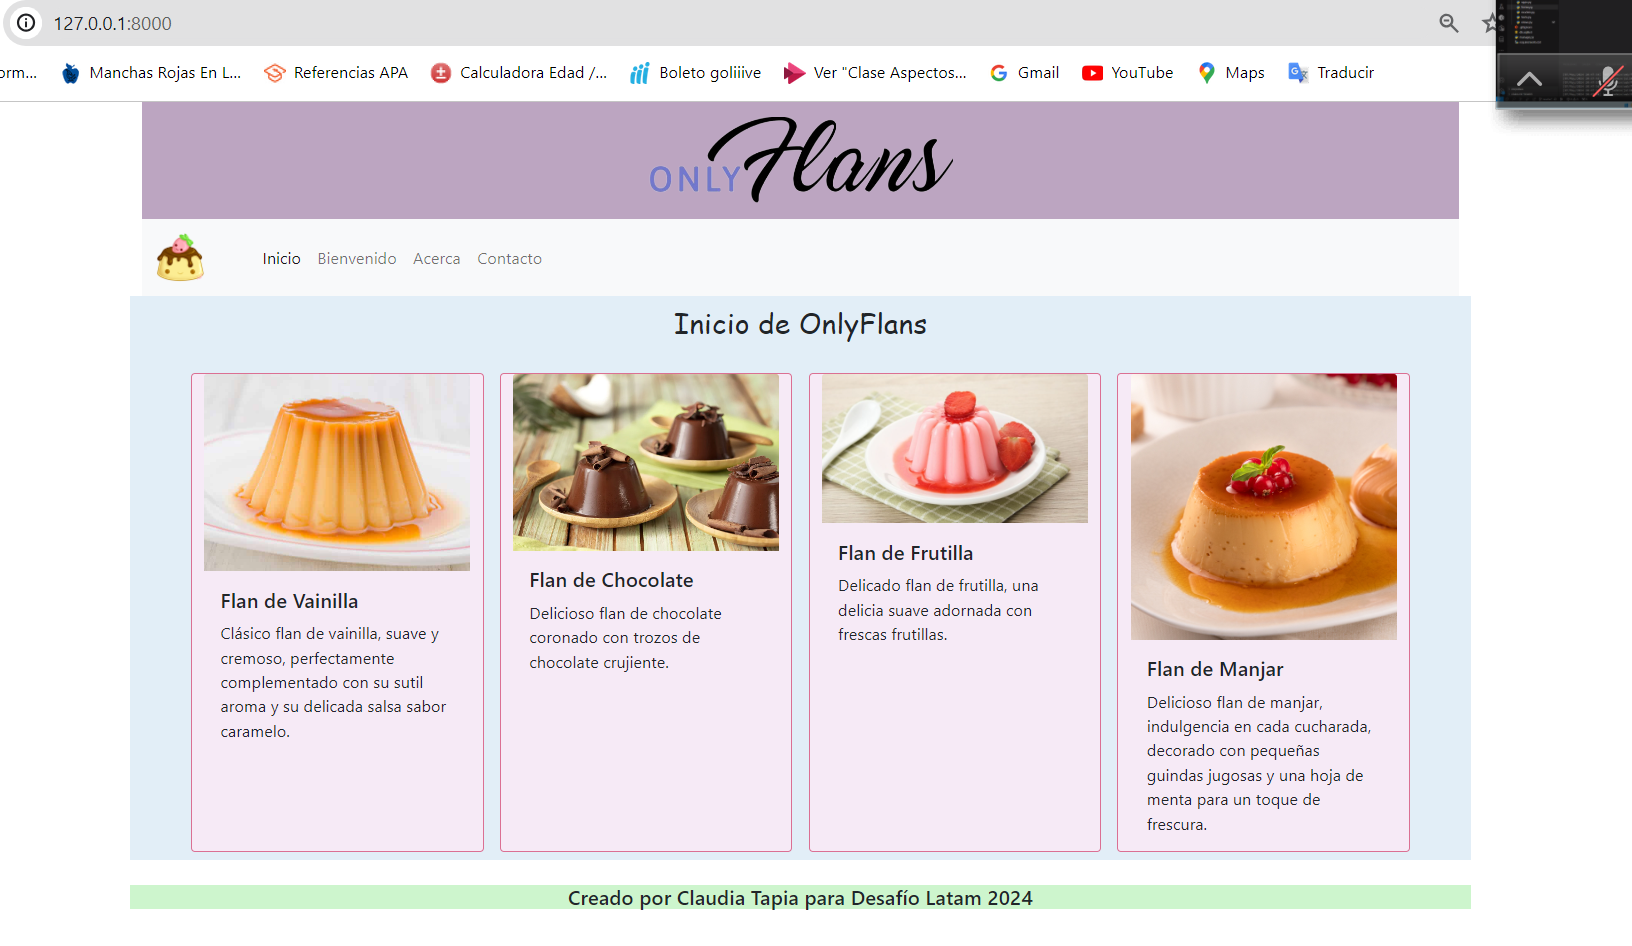 127.0.0.1:8000
orm...
Manchas Rojas En L...
Referencias APA
Calculadora Edad /...
Boleto goliiive
Ver "Clase Aspectos...
Gmail
YouTube
Maps
Traducir
ONLY Flans
Inicio
Bienvenido
Acerca
Contacto
Inicio de OnlyFlans
Flan de Vainilla
Clásico flan de vainilla, suave y
cremoso, perfectamente
complementado con su sutil
aroma y su delicada salsa sabor
caramelo.
Flan de Chocolate
Delicioso flan de chocolate
coronado con trozos de
chocolate crujiente.
Flan de Frutilla
Delicado flan de frutilla, una
delicia suave adornada con
frescas frutillas.
Flan de Manjar
Delicioso flan de manjar,
indulgencia en cada cucharada,
decorado con pequeñas
guindas jugosas y una hoja de
menta para un toque de
frescura.
Creado por Claudia Tapia para Desafío Latam 2024